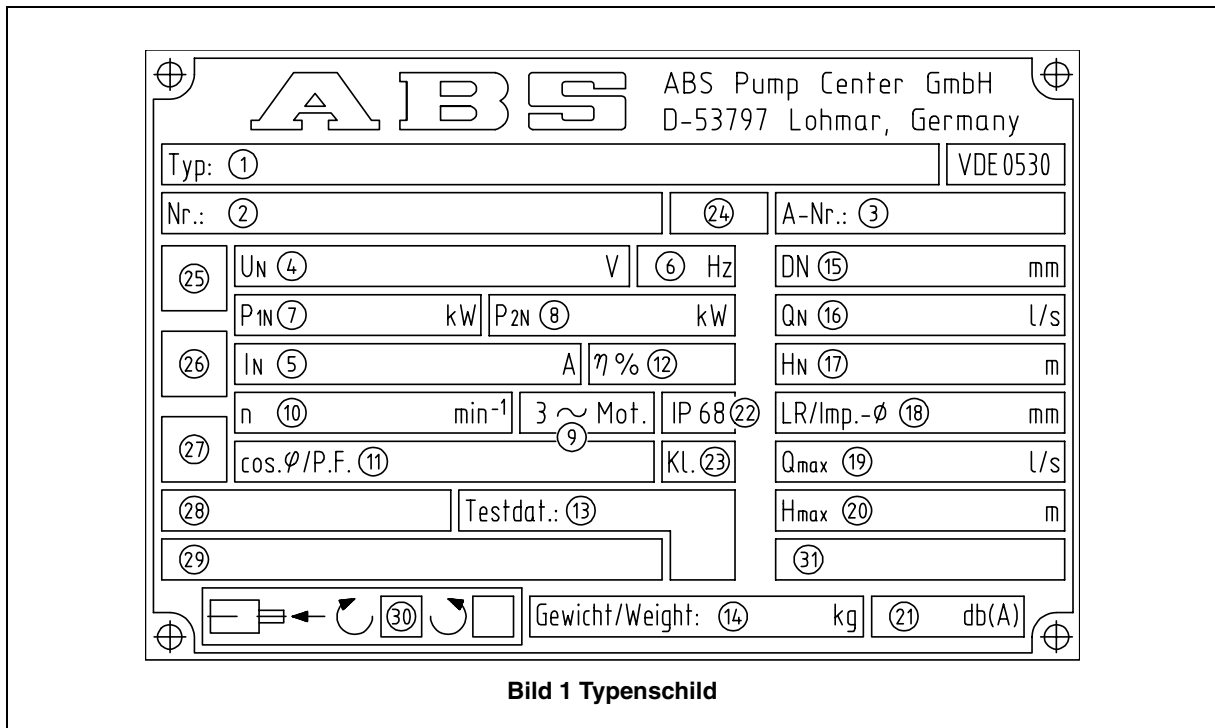 ABS ABS Pump Center GmbH
D-53797 Lohmar, Germany
Typ: ① VDE 0530
Nr.: ② ㉔ A-Nr.: ③
㉕ UN ④ V ⑥ Hz DN ⑮ mm
P1N ⑦ kW P2N ⑧ kW QN ⑯ l/s
㉖ IN ⑤ A η % ⑫ HN ⑰ m
n ⑩ min⁻¹ 3 ~ Mot. ⑨ IP 68 ㉒ LR/Imp.-Ø ⑱ mm
㉗ cos.φ/P.F. ⑪ Kl. ㉓ Qmax ⑲ l/s
㉘ Testdat.: ⑬ Hmax ⑳ m
㉙ ㉛
㉚ Gewicht/Weight: ⑭ kg ㉑ db(A)
Bild 1 Typenschild